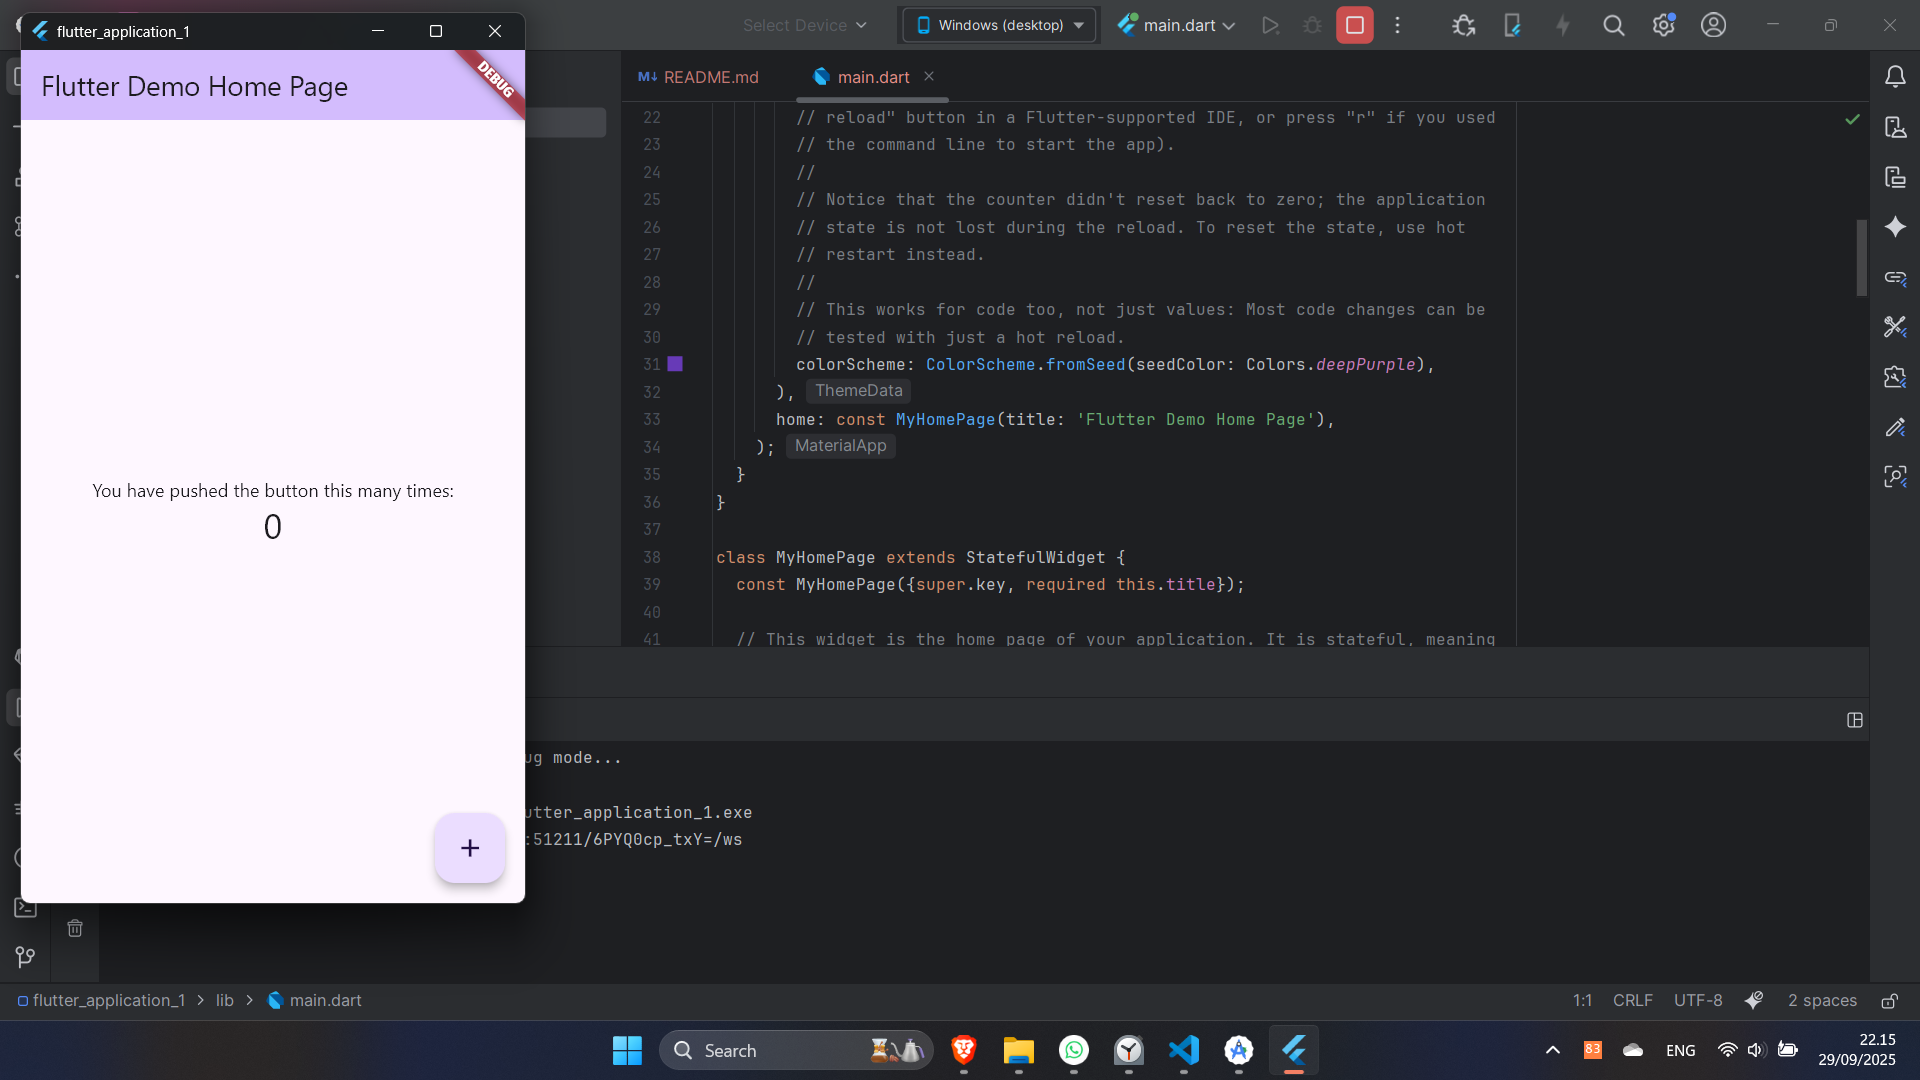 flutter_application_1
Flutter Demo Home Page
DEBUG
You have pushed the button this many times:
0
+
Select Device
Windows (desktop)
main.dart
README.md
main.dart
22 // reload" button in a Flutter-supported IDE, or press "r" if you used
23 // the command line to start the app).
24 //
25 // Notice that the counter didn't reset back to zero; the application
26 // state is not lost during the reload. To reset the state, use hot
27 // restart instead.
28 //
29 // This works for code too, not just values: Most code changes can be
30 // tested with just a hot reload.
31 colorScheme: ColorScheme.fromSeed(seedColor: Colors.deepPurple),
32 ), ThemeData
33 home: const MyHomePage(title: 'Flutter Demo Home Page'),
34 ); MaterialApp
35 }
36 }
37
38 class MyHomePage extends StatefulWidget {
39 const MyHomePage({super.key, required this.title});
40
41 // This widget is the home page of your application. It is stateful, meaning
ug mode...
utter_application_1.exe
:51211/6PYQ0cp_txY=/ws
flutter_application_1 > lib > main.dart
1:1 CRLF UTF-8 2 spaces
Search
83
ENG
22.15
29/09/2025